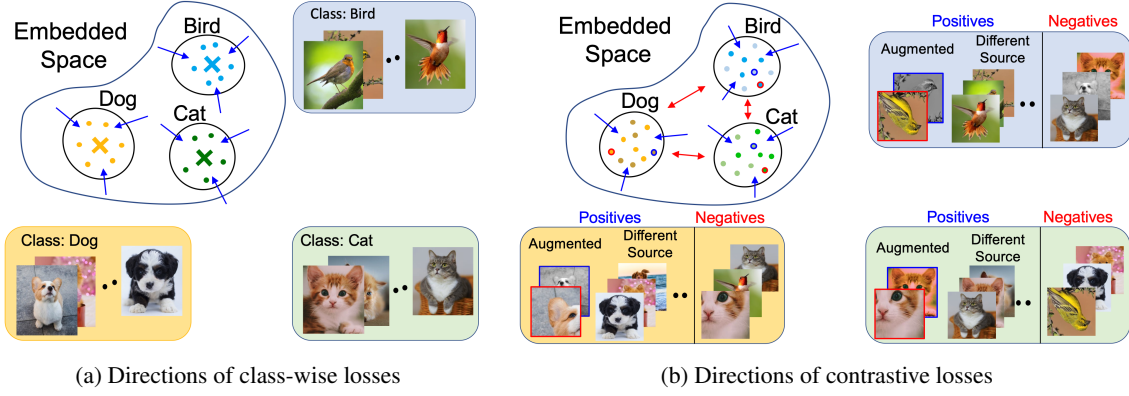 Embedded
Space
Bird
Dog
Cat
Class: Bird
Class: Dog
Class: Cat
(a) Directions of class-wise losses
Embedded
Space
Bird
Dog
Cat
Positives
Negatives
Augmented
Different
Source
Positives
Negatives
Augmented
Different
Source
Positives
Negatives
Augmented
Different
Source
(b) Directions of contrastive losses